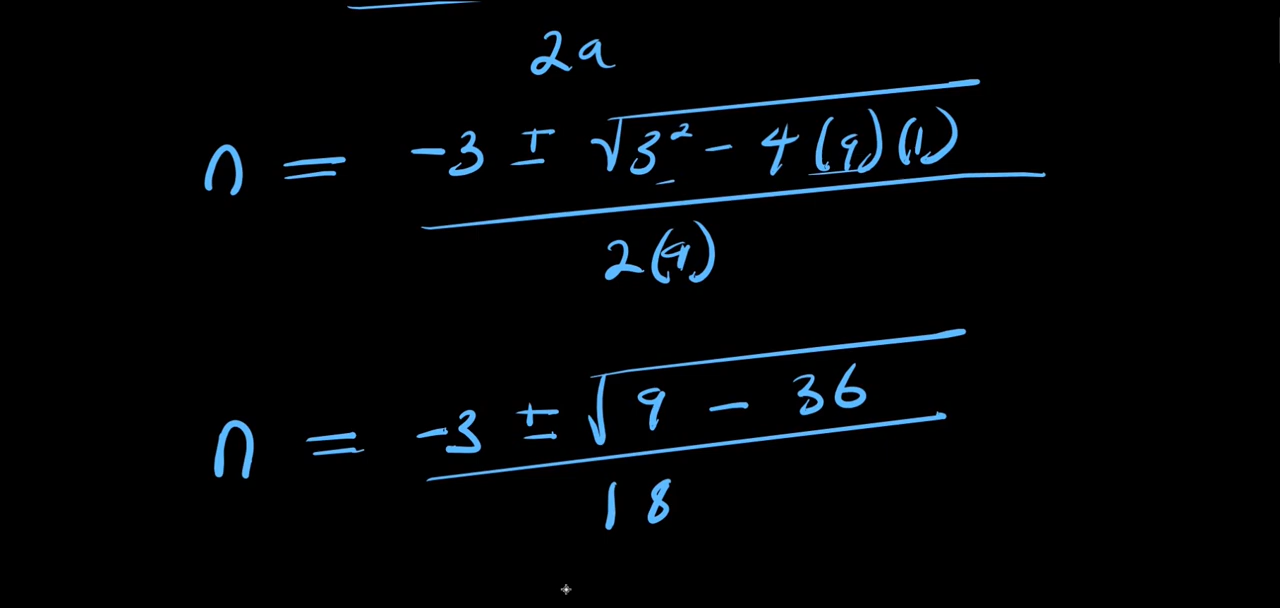 2a
n = -3 ± √3² - 4(9)(1)
2(9)
n = -3 ± √9 - 36
18